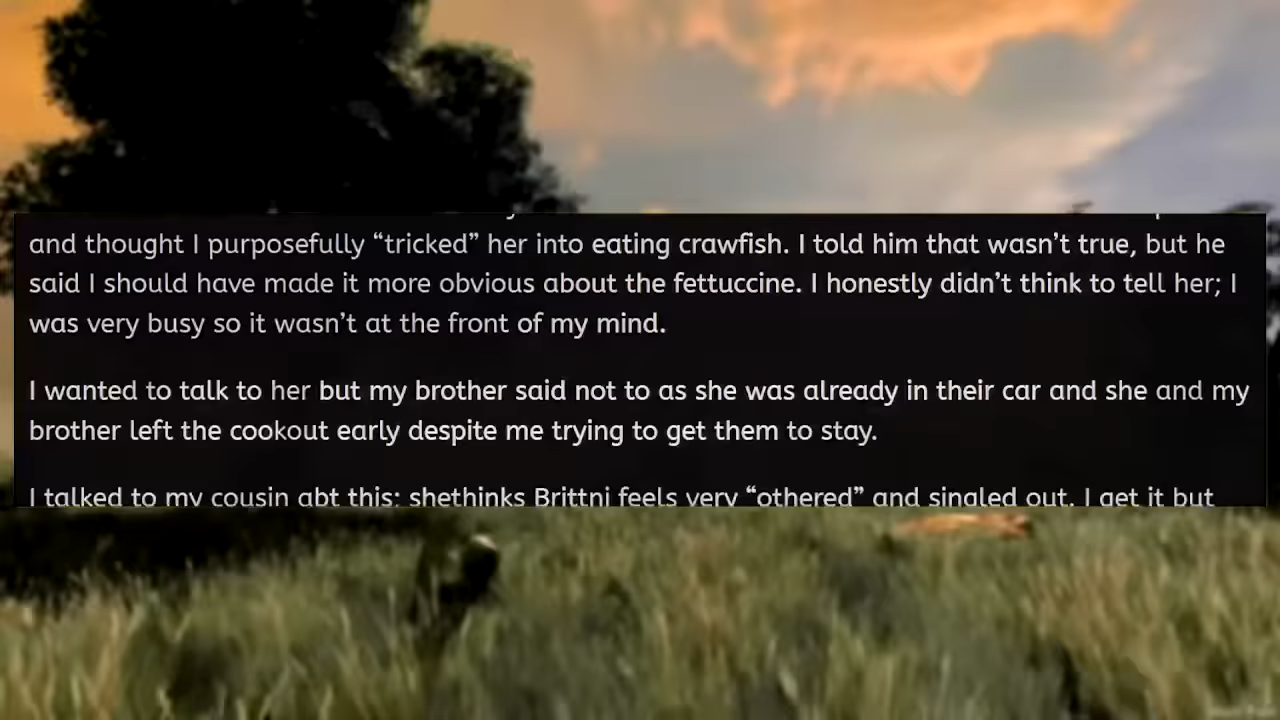 and thought I purposefully “tricked” her into eating crawfish. I told him that wasn’t true, but he
said I should have made it more obvious about the fettuccine. I honestly didn’t think to tell her; I
was very busy so it wasn’t at the front of my mind.
I wanted to talk to her but my brother said not to as she was already in their car and she and my
brother left the cookout early despite me trying to get them to stay.
I talked to my cousin abt this; shethinks Brittni feels very “othered” and singled out. I get it but